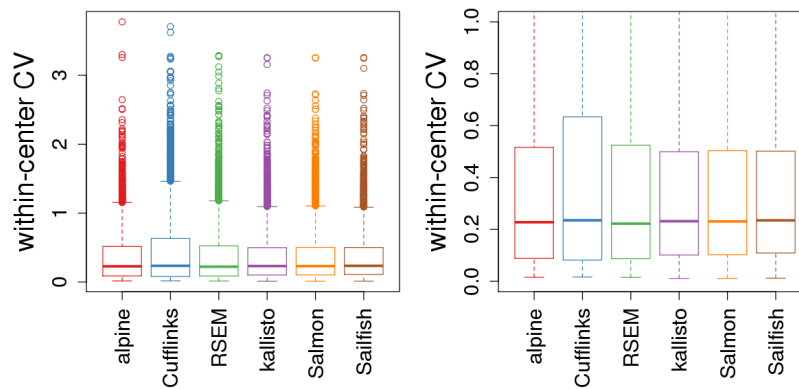 within-center CV
3
2
1
0
alpine
Cufflinks
RSEM
kallisto
Salmon
Sailfish
within-center CV
1.0
0.8
0.6
0.4
0.2
0.0
alpine
Cufflinks
RSEM
kallisto
Salmon
Sailfish